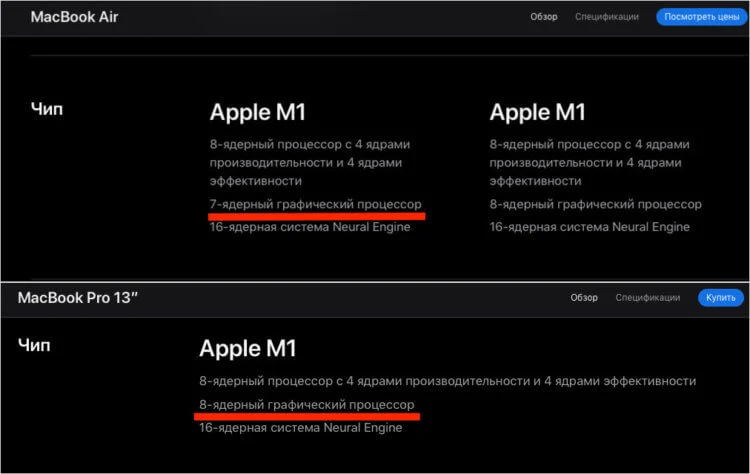 MacBook Air
Обзор
Спецификации
Посмотреть цены
Чип
Apple M1
8-ядерный процессор с 4 ядрами
производительности и 4 ядрами
эффективности
7-ядерный графический процессор
16-ядерная система Neural Engine
Apple M1
8-ядерный процессор с 4 ядрами
производительности и 4 ядрами
эффективности
8-ядерный графический процессор
16-ядерная система Neural Engine
MacBook Pro 13″
Обзор
Спецификации
Купить
Чип
Apple M1
8-ядерный процессор с 4 ядрами производительности и 4 ядрами эффективности
8-ядерный графический процессор
16-ядерная система Neural Engine